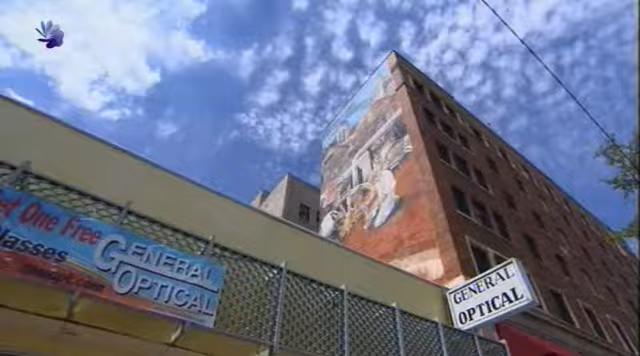 et One Free
lasses
GENERAL
OPTICAL
GENERAL
OPTICAL